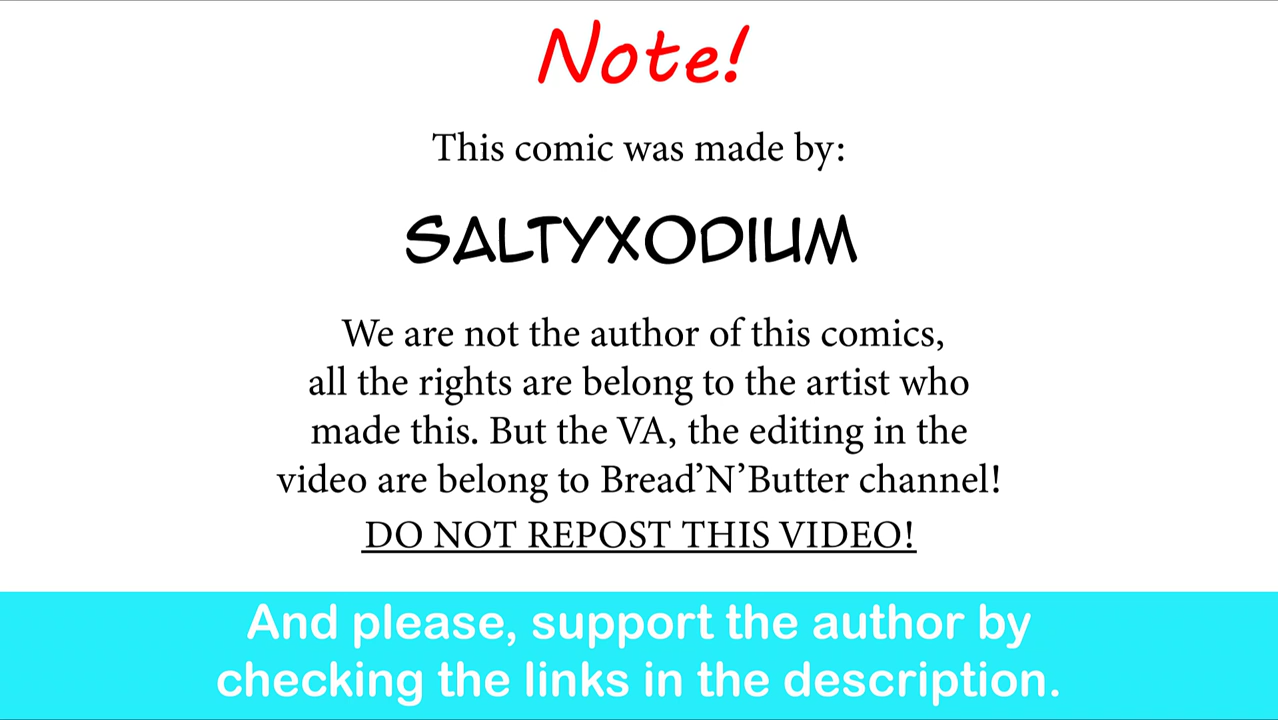 Note!
This comic was made by:
SALTYXODIUM
We are not the author of this comics,
all the rights are belong to the artist who
made this. But the VA, the editing in the
video are belong to Bread’N’Butter channel!
DO NOT REPOST THIS VIDEO!
And please, support the author by
checking the links in the description.